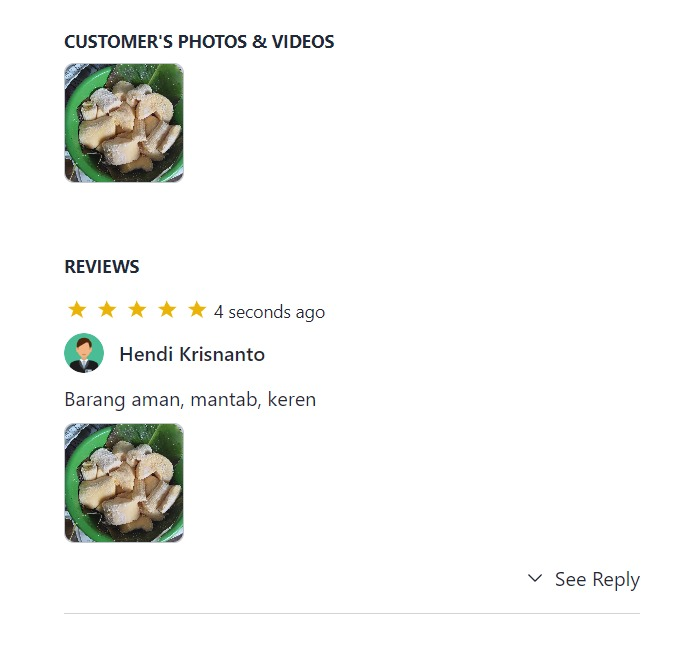 CUSTOMER'S PHOTOS & VIDEOS
REVIEWS
4 seconds ago
Hendi Krisnanto
Barang aman, mantab, keren
See Reply